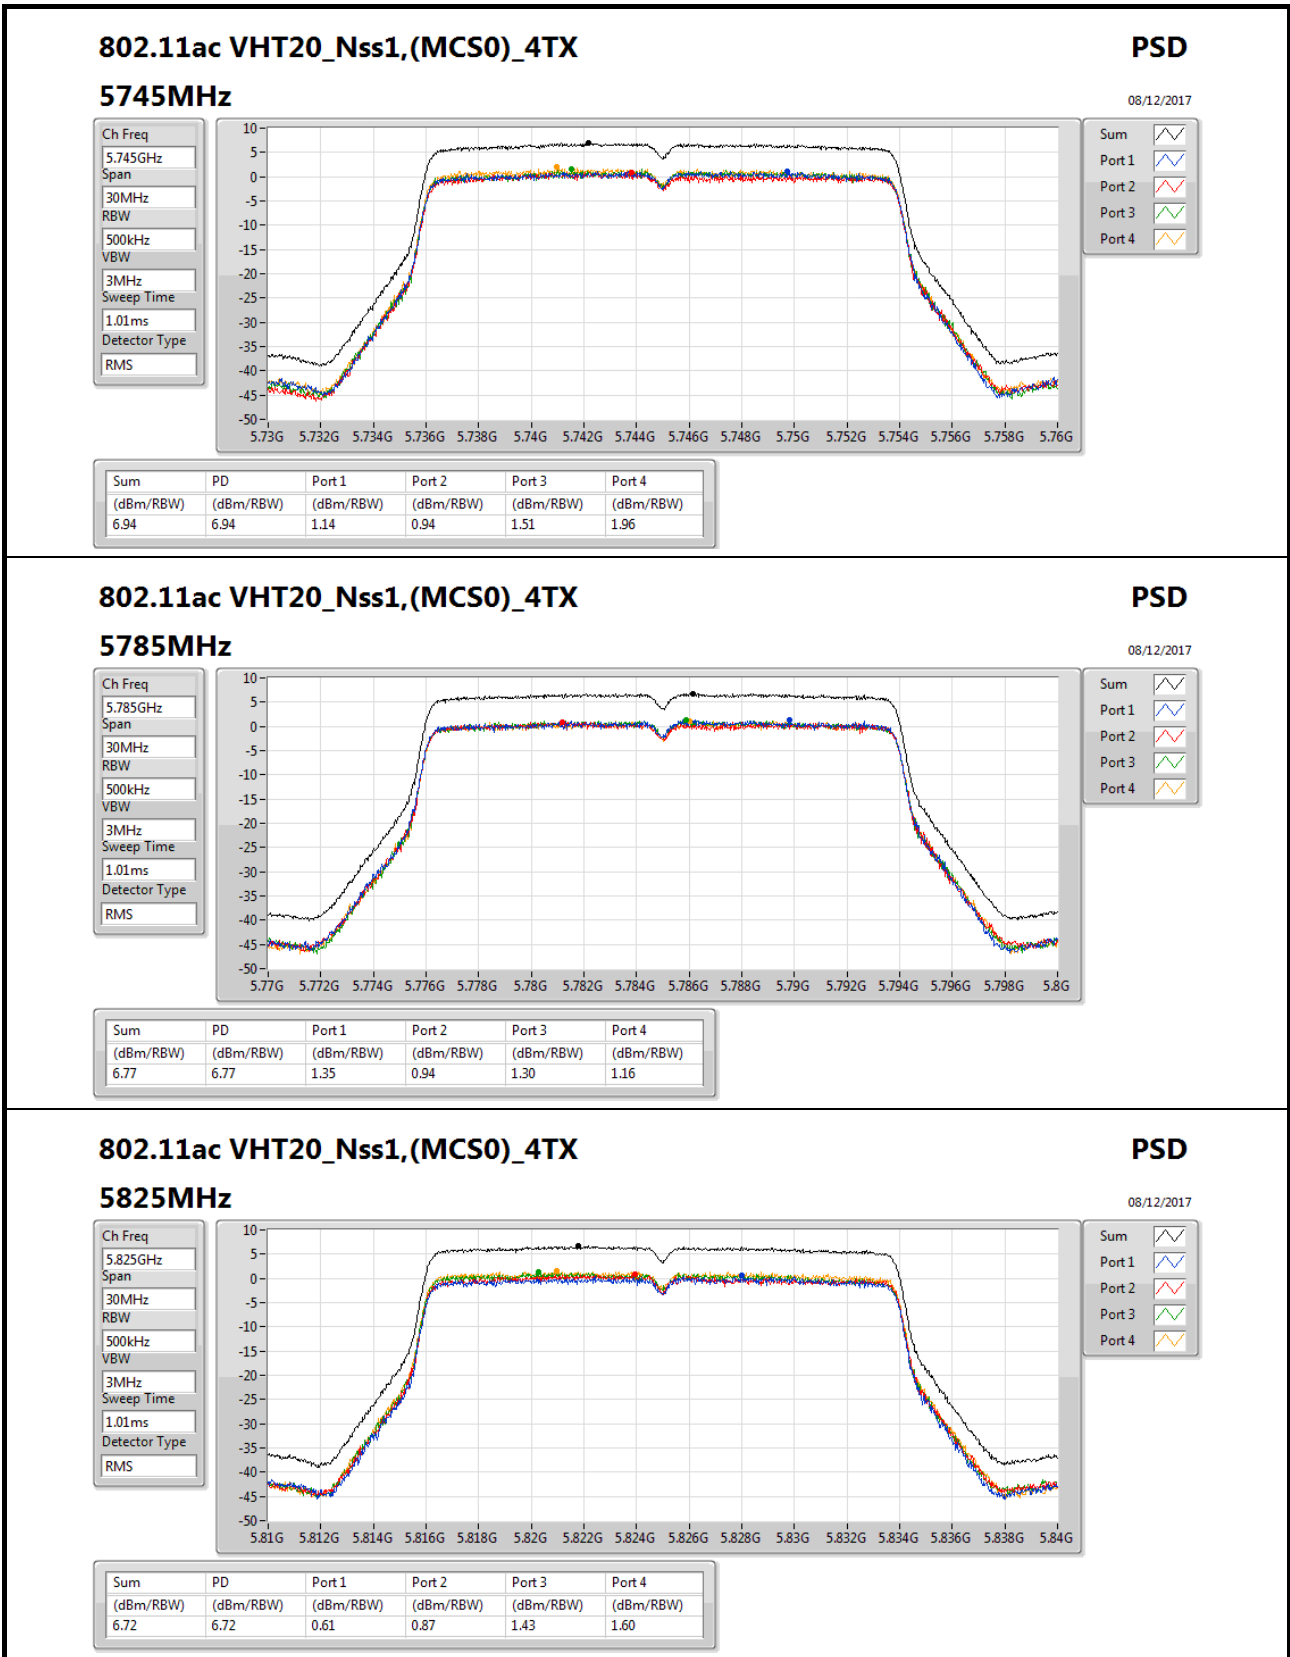 802.11ac VHT20_Nss1,(MCS0)_4TX PSD
5745MHz 08/12/2017
Ch Freq
5.745GHz
Span
30MHz
RBW
500kHz
VBW
3MHz
Sweep Time
1.01ms
Detector Type
RMS
10
5
0
-5
-10
-15
-20
-25
-30
-35
-40
-45
-50
5.73G 5.732G 5.734G 5.736G 5.738G 5.74G 5.742G 5.744G 5.746G 5.748G 5.75G 5.752G 5.754G 5.756G 5.758G 5.76G
Sum
Port 1
Port 2
Port 3
Port 4
Sum PD Port 1 Port 2 Port 3 Port 4
(dBm/RBW) (dBm/RBW) (dBm/RBW) (dBm/RBW) (dBm/RBW) (dBm/RBW)
6.94 6.94 1.14 0.94 1.51 1.96
802.11ac VHT20_Nss1,(MCS0)_4TX PSD
5785MHz 08/12/2017
Ch Freq
5.785GHz
Span
30MHz
RBW
500kHz
VBW
3MHz
Sweep Time
1.01ms
Detector Type
RMS
10
5
0
-5
-10
-15
-20
-25
-30
-35
-40
-45
-50
5.77G 5.772G 5.774G 5.776G 5.778G 5.78G 5.782G 5.784G 5.786G 5.788G 5.79G 5.792G 5.794G 5.796G 5.798G 5.8G
Sum
Port 1
Port 2
Port 3
Port 4
Sum PD Port 1 Port 2 Port 3 Port 4
(dBm/RBW) (dBm/RBW) (dBm/RBW) (dBm/RBW) (dBm/RBW) (dBm/RBW)
6.77 6.77 1.35 0.94 1.30 1.16
802.11ac VHT20_Nss1,(MCS0)_4TX PSD
5825MHz 08/12/2017
Ch Freq
5.825GHz
Span
30MHz
RBW
500kHz
VBW
3MHz
Sweep Time
1.01ms
Detector Type
RMS
10
5
0
-5
-10
-15
-20
-25
-30
-35
-40
-45
-50
5.81G 5.812G 5.814G 5.816G 5.818G 5.82G 5.822G 5.824G 5.826G 5.828G 5.83G 5.832G 5.834G 5.836G 5.838G 5.84G
Sum
Port 1
Port 2
Port 3
Port 4
Sum PD Port 1 Port 2 Port 3 Port 4
(dBm/RBW) (dBm/RBW) (dBm/RBW) (dBm/RBW) (dBm/RBW) (dBm/RBW)
6.72 6.72 0.61 0.87 1.43 1.60